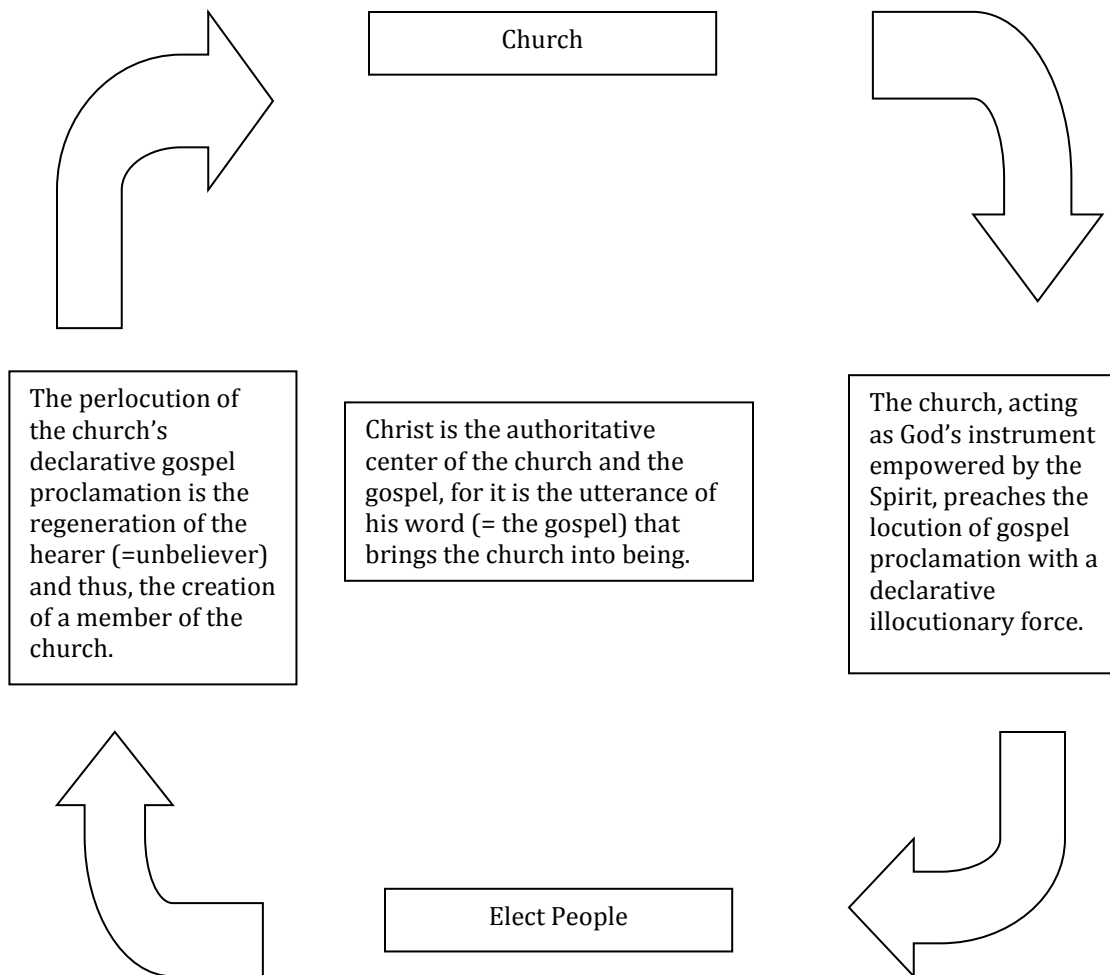 Church
The perlocution of
the church’s
declarative gospel
proclamation is the
regeneration of the
hearer (=unbeliever)
and thus, the creation
of a member of the
church.
Christ is the authoritative
center of the church and the
gospel, for it is the utterance of
his word (= the gospel) that
brings the church into being.
The church, acting
as God’s instrument
empowered by the
Spirit, preaches the
locution of gospel
proclamation with a
declarative
illocutionary force.
Elect People